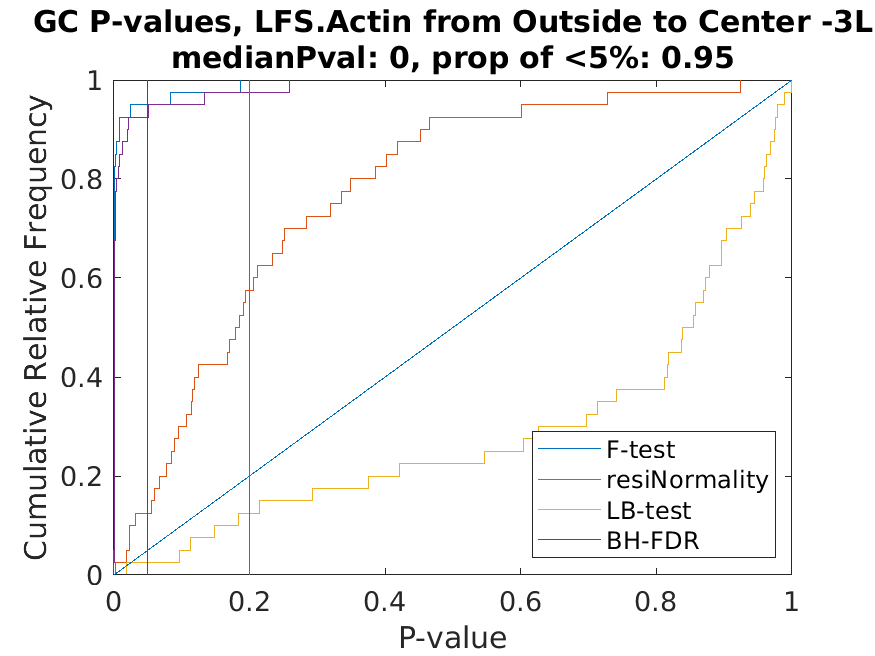 GC P-values, LFS.Actin from Outside to Center -3L
medianPval: 0, prop of <5%: 0.95
Cumulative Relative Frequency
1
0.8
0.6
0.4
0.2
0
0
0.2
0.4
0.6
0.8
1
P-value
F-test
resiNormality
LB-test
BH-FDR